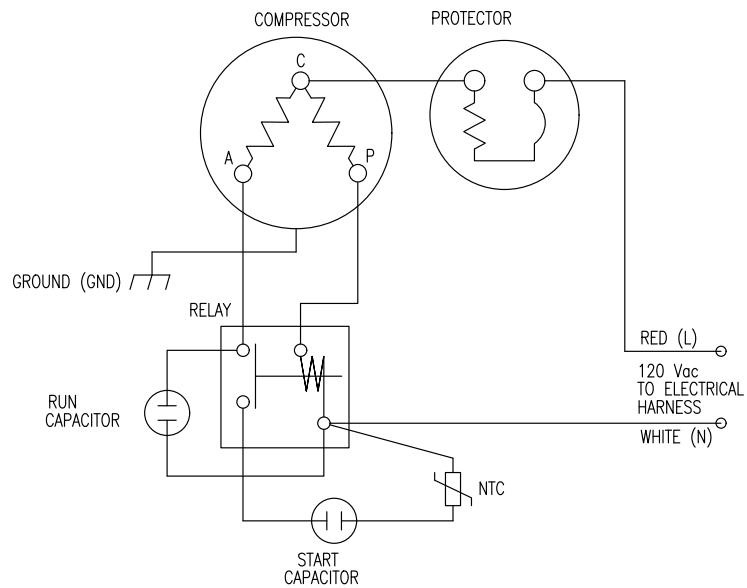 COMPRESSOR
PROTECTOR
C
A
P
GROUND (GND)
RELAY
RED (L)
120 Vac
TO ELECTRICAL
HARNESS
WHITE (N)
RUN
CAPACITOR
NTC
START
CAPACITOR